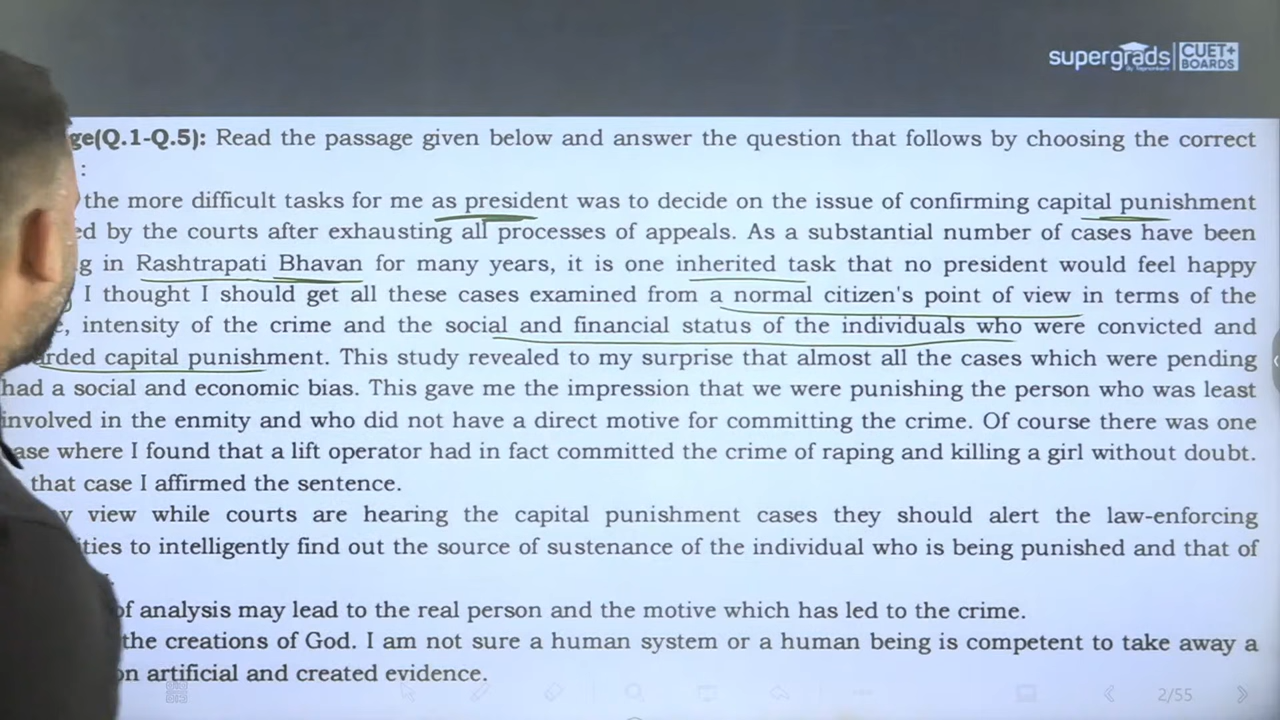 supergrads CUET+ BOARDS
ge(Q.1-Q.5): Read the passage given below and answer the question that follows by choosing the correct
:
the more difficult tasks for me as president was to decide on the issue of confirming capital punishment
ed by the courts after exhausting all processes of appeals. As a substantial number of cases have been
g in Rashtrapati Bhavan for many years, it is one inherited task that no president would feel happy
I thought I should get all these cases examined from a normal citizen's point of view in terms of the
, intensity of the crime and the social and financial status of the individuals who were convicted and
rded capital punishment. This study revealed to my surprise that almost all the cases which were pending
had a social and economic bias. This gave me the impression that we were punishing the person who was least
involved in the enmity and who did not have a direct motive for committing the crime. Of course there was one
ase where I found that a lift operator had in fact committed the crime of raping and killing a girl without doubt.
that case I affirmed the sentence.
y view while courts are hearing the capital punishment cases they should alert the law-enforcing
ties to intelligently find out the source of sustenance of the individual who is being punished and that of
of analysis may lead to the real person and the motive which has led to the crime.
the creations of God. I am not sure a human system or a human being is competent to take away a
on artificial and created evidence.
2/55